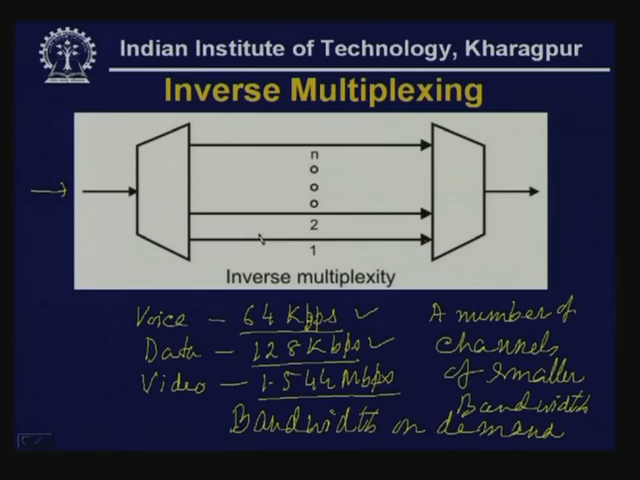 Indian Institute of Technology, Kharagpur
Inverse Multiplexing
n
2
1
Inverse multiplexity
Voice - 64 Kbps ✓
Data - 128 Kbps ✓
Video - 1.544 Mbps
A number of
channels
of smaller
Bandwidth
Bandwidth on demand